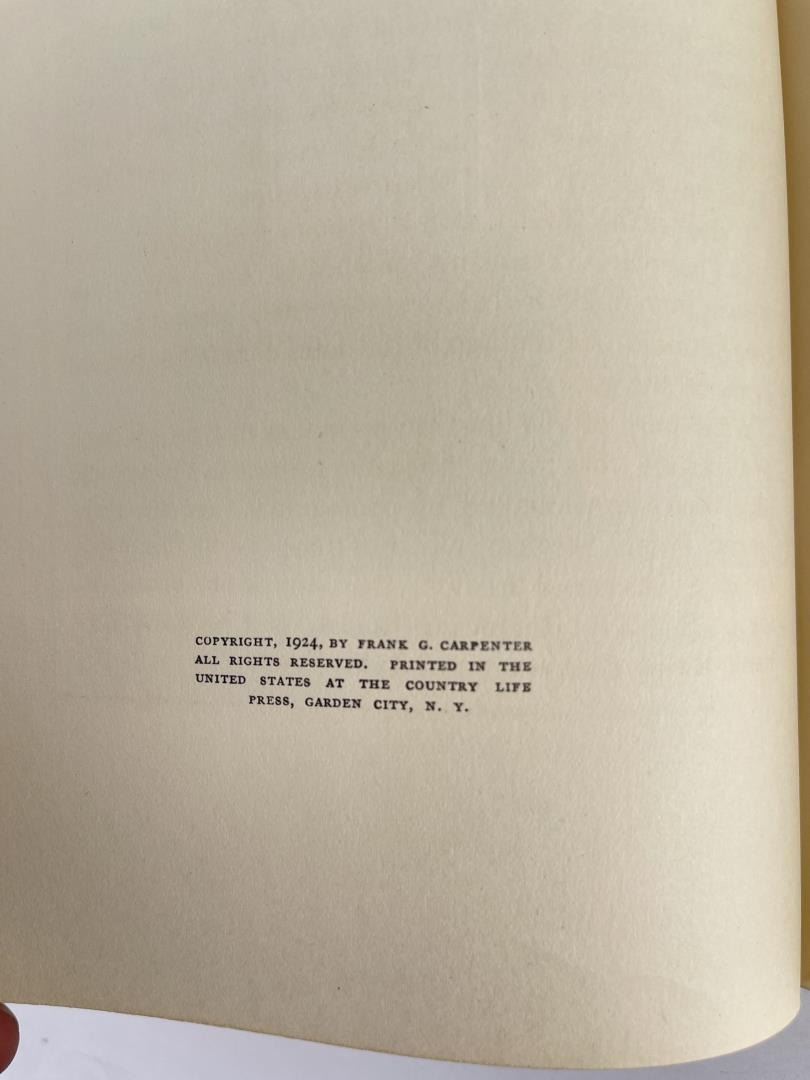 COPYRIGHT, 1924, BY FRANK G. CARPENTER
ALL RIGHTS RESERVED. PRINTED IN THE
UNITED STATES AT THE COUNTRY LIFE
PRESS, GARDEN CITY, N. Y.